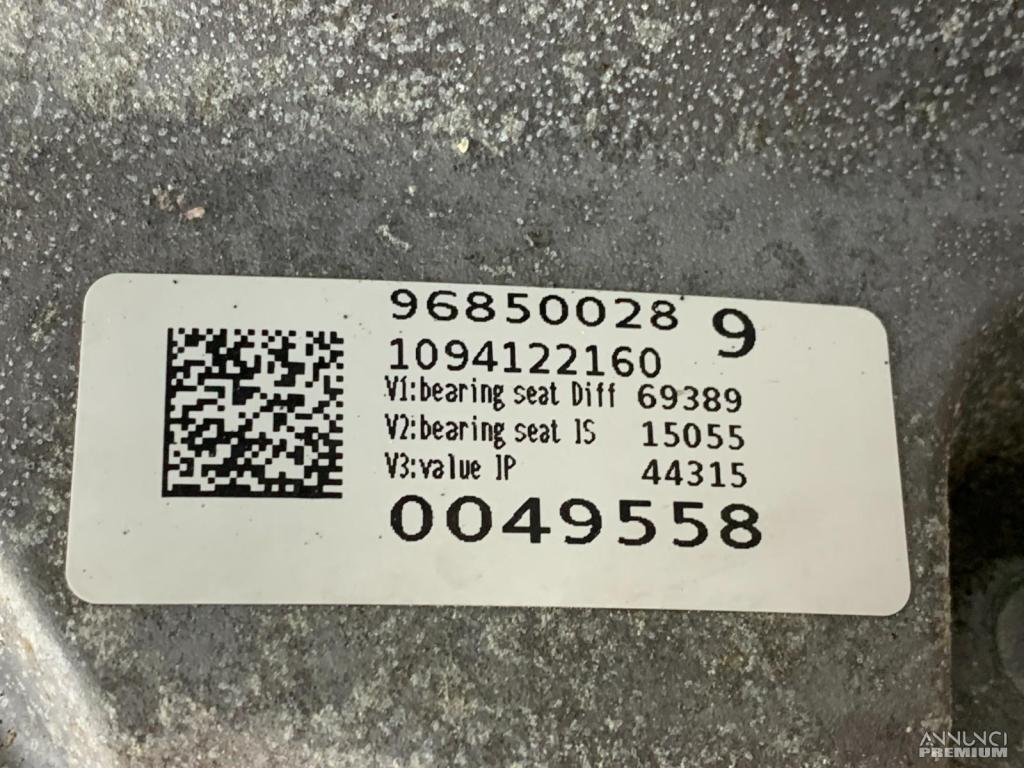 96850028 9
1094122160
V1:bearing seat Diff 69389
V2:bearing seat IS 15055
V3:value IP 44315
0049558
ANNUNCI
PREMIUM